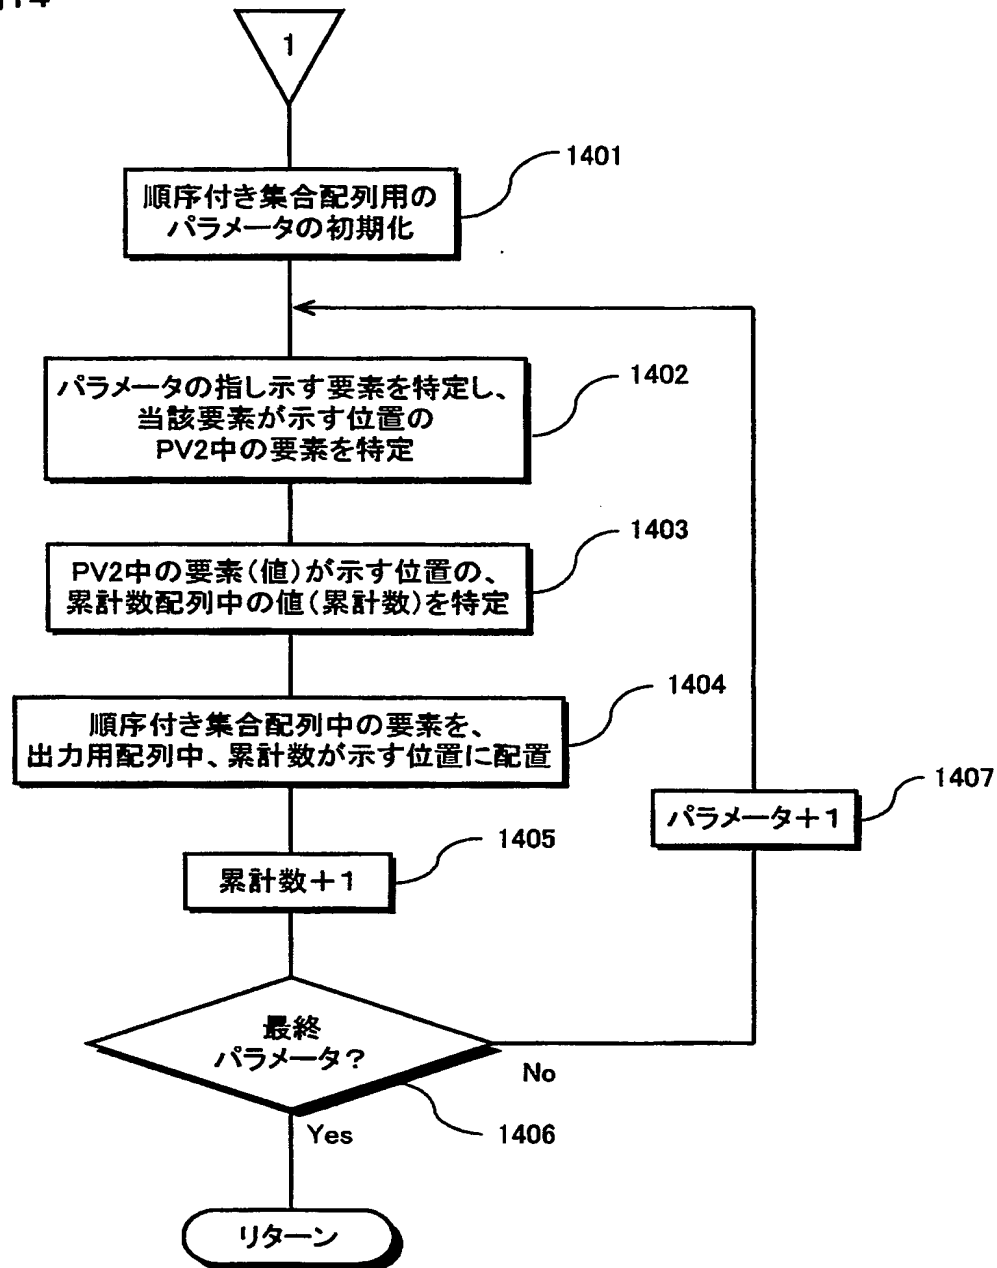 1
1401
順序付き集合配列用の
パラメータの初期化
1402
パラメータの指し示す要素を特定し、
当該要素が示す位置の
PV2中の要素を特定
1403
PV2中の要素(値)が示す位置の、
累計数配列中の値(累計数)を特定
1404
順序付き集合配列中の要素を、
出力用配列中、累計数が示す位置に配置
1407
パラメータ+1
1405
累計数+1
最終
パラメータ?
No
1406
Yes
リターン